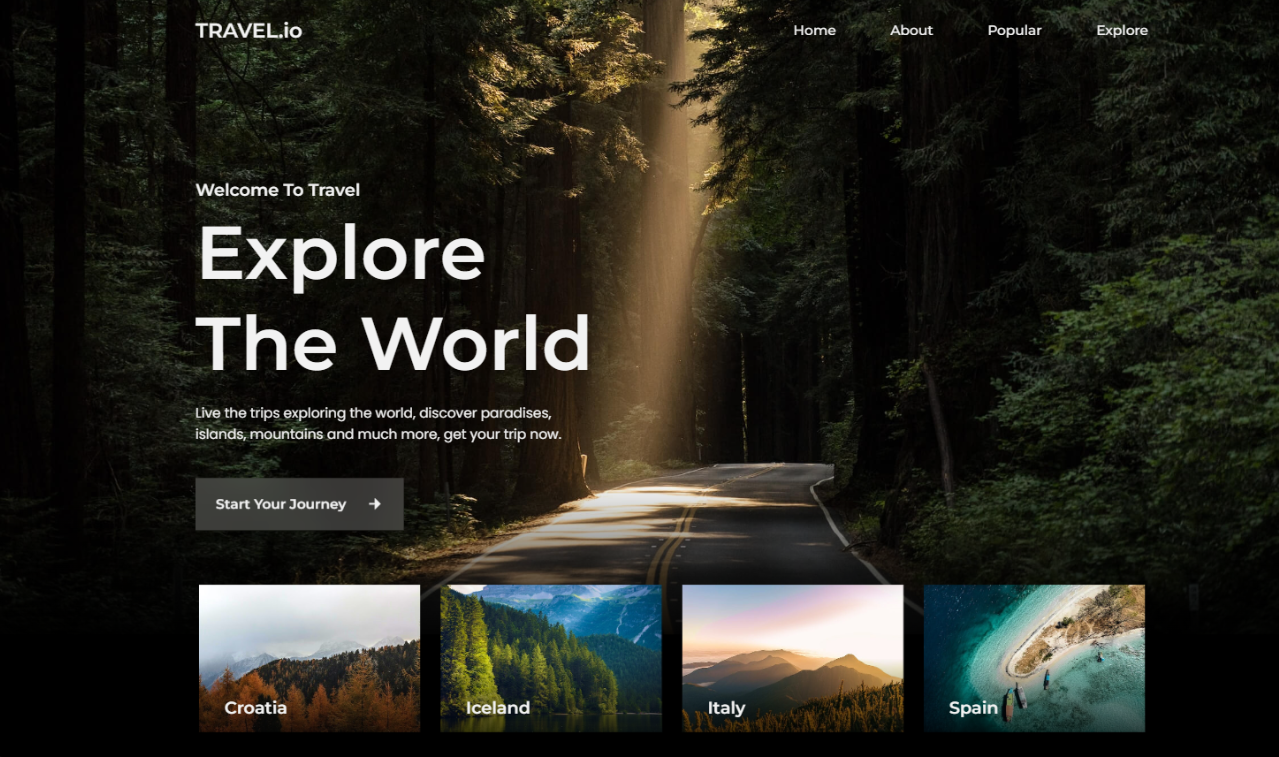 TRAVEL.io
Home
About
Popular
Explore
Welcome To Travel
Explore
The World
Live the trips exploring the world, discover paradises,
islands, mountains and much more, get your trip now.
Start Your Journey
Croatia
Iceland
Italy
Spain